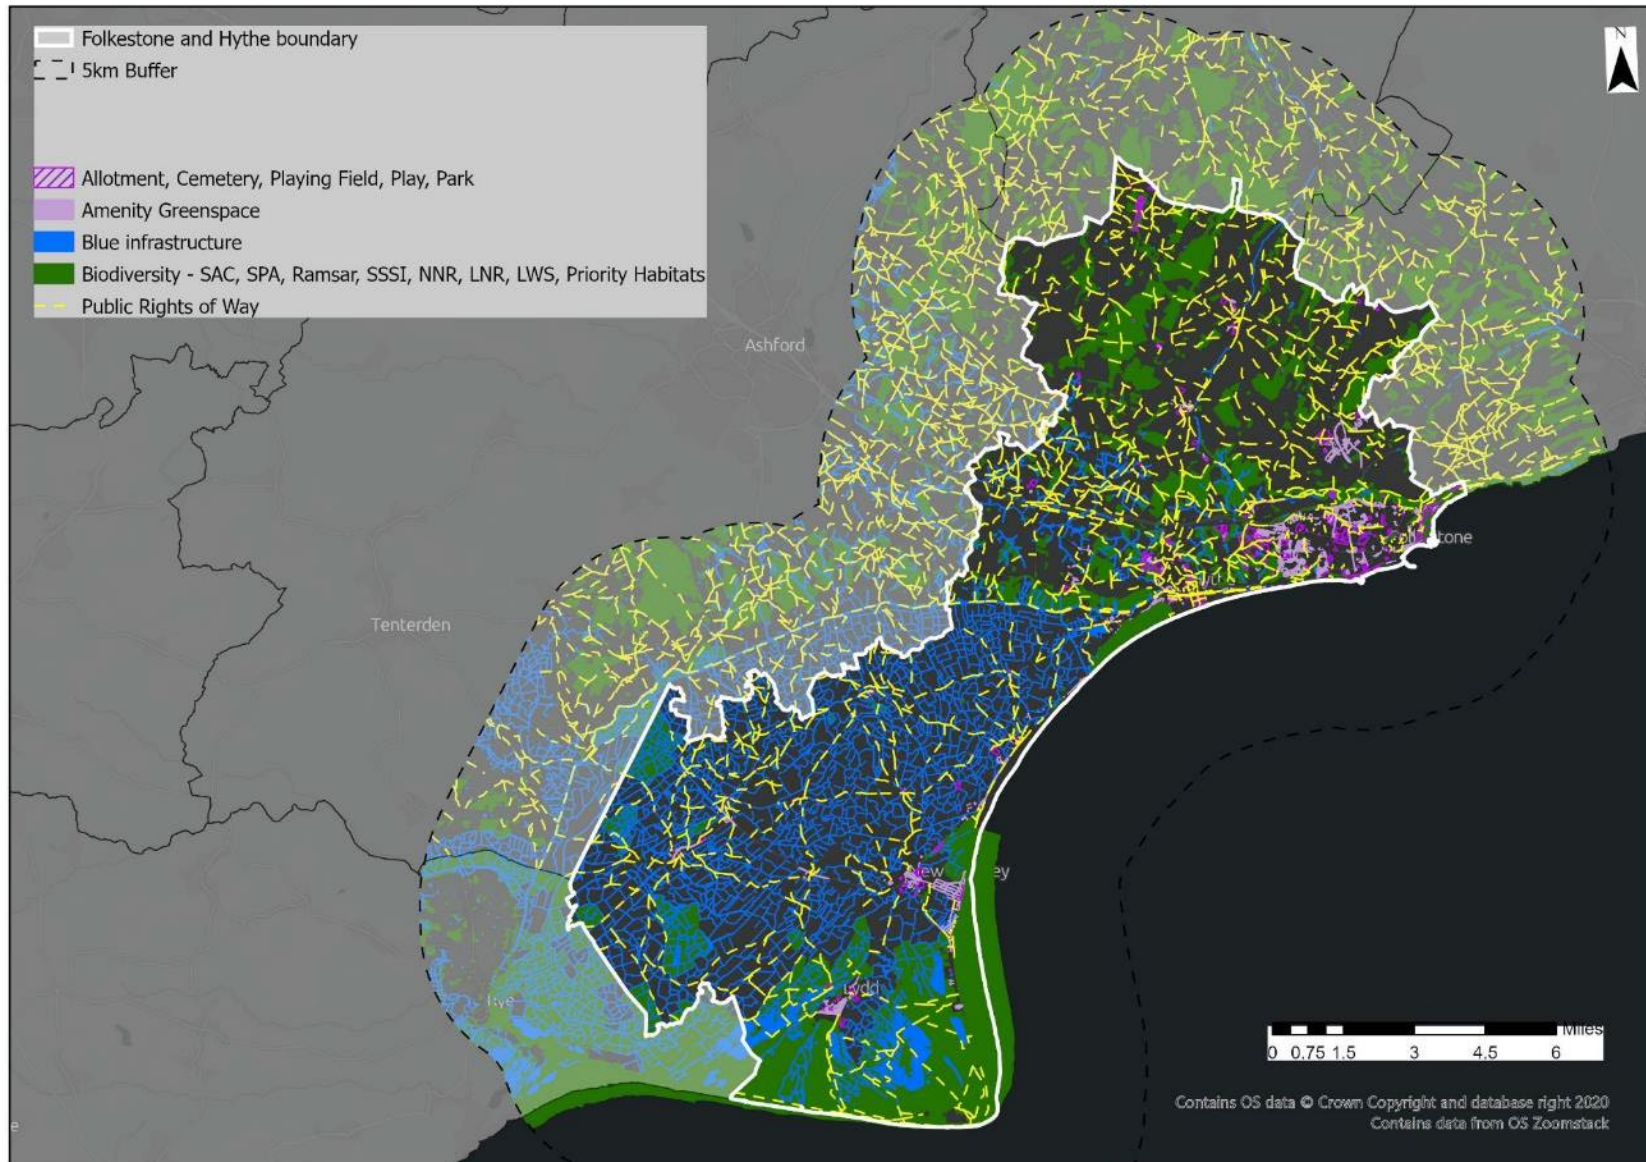 Folkestone and Hythe boundary
5km Buffer
Allotment, Cemetery, Playing Field, Play, Park
Amenity Greenspace
Blue infrastructure
Biodiversity - SAC, SPA, Ramsar, SSSI, NNR, LNR, LWS, Priority Habitats
Public Rights of Way
N
Ashford
Tenterden
Rye
Lydd
Miles
0 0.75 1.5 3 4.5 6
Contains OS data © Crown Copyright and database right 2020
Contains data from OS Zoomstack